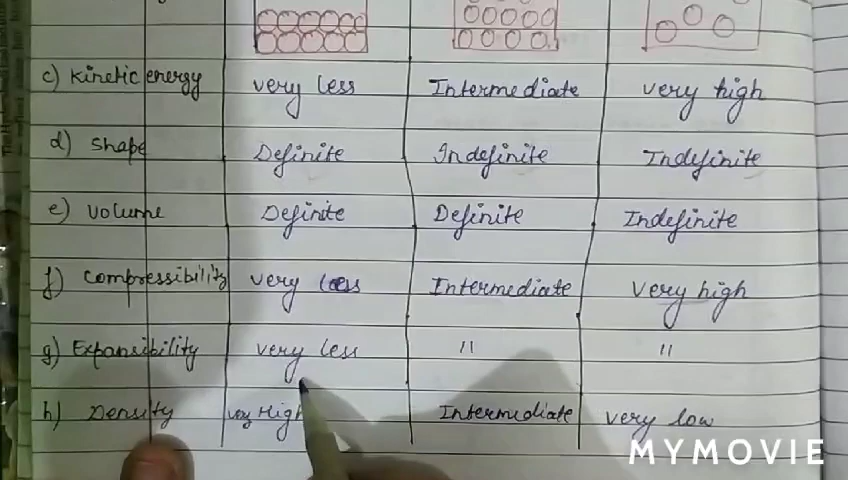 c) Kinetic energy very less Intermediate very high
d) Shape Definite Indefinite Indefinite
e) Volume Definite Definite Indefinite
f) Compressibility very less Intermediate very high
g) Expansibility very less " "
h) Density very High Intermediate very low
MYMOVIE